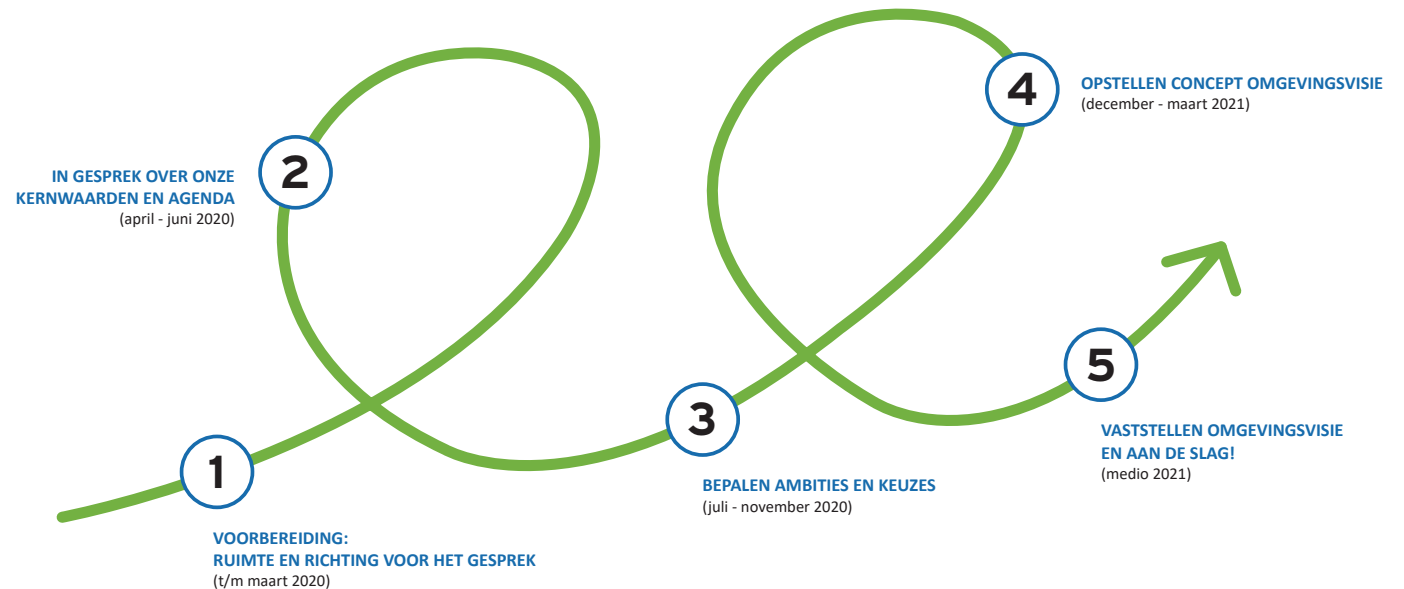 1
VOORBEREIDING:
RUIMTE EN RICHTING VOOR HET GESPREK
(t/m maart 2020)
2
IN GESPREK OVER ONZE
KERNWAARDEN EN AGENDA
(april - juni 2020)
3
BEPALEN AMBITIES EN KEUZES
(juli - november 2020)
4
OPSTELLEN CONCEPT OMGEVINGSVISIE
(december - maart 2021)
5
VASTSTELLEN OMGEVINGSVISIE
EN AAN DE SLAG!
(medio 2021)